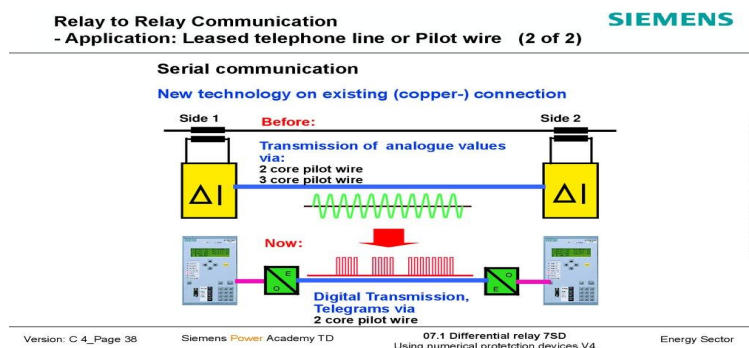 Relay to Relay Communication
SIEMENS
- Application: Leased telephone line or Pilot wire (2 of 2)
Serial communication
New technology on existing (copper-) connection
Side 1
Before:
Side 2
Transmission of analogue values
via:
2 core pilot wire
3 core pilot wire
ΔI
ΔI
Now:
E
O
O
E
Digital Transmission,
Telegrams via
2 core pilot wire
Version: C 4_Page 38
Siemens Power Academy TD
07.1 Differential relay 7SD
Using numerical protetction devices V4
Energy Sector